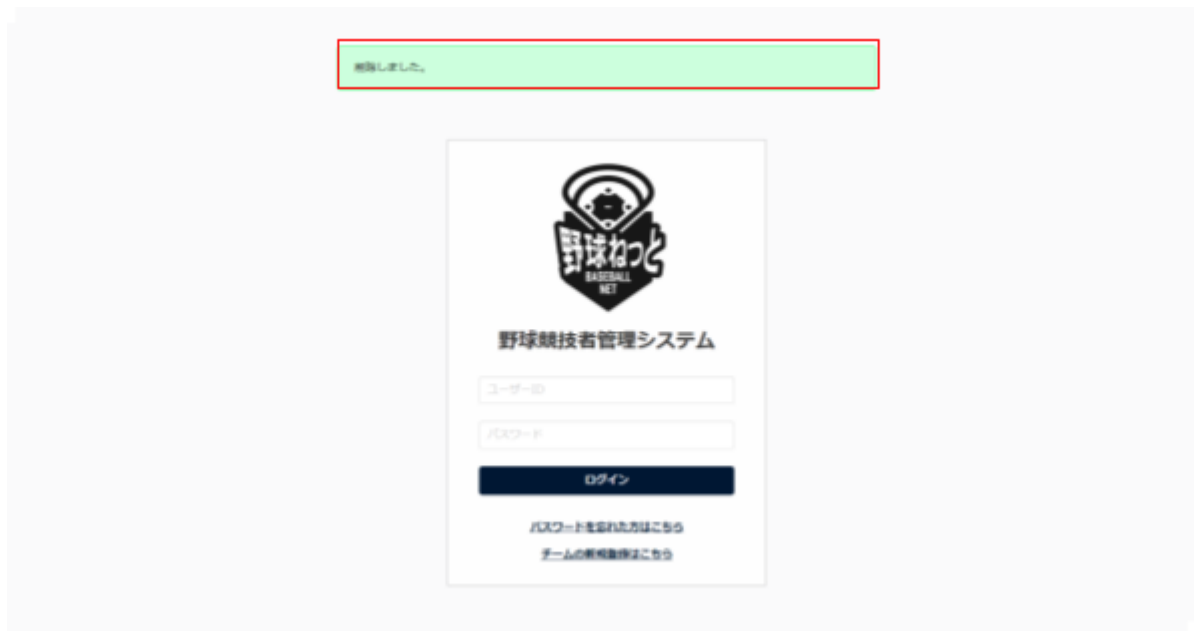 削除しました。
野球ねっと
BASEBALL
NET
野球競技者管理システム
ユーザーID
パスワード
ログイン
パスワードを忘れた方はこちら
チームの新規登録はこちら